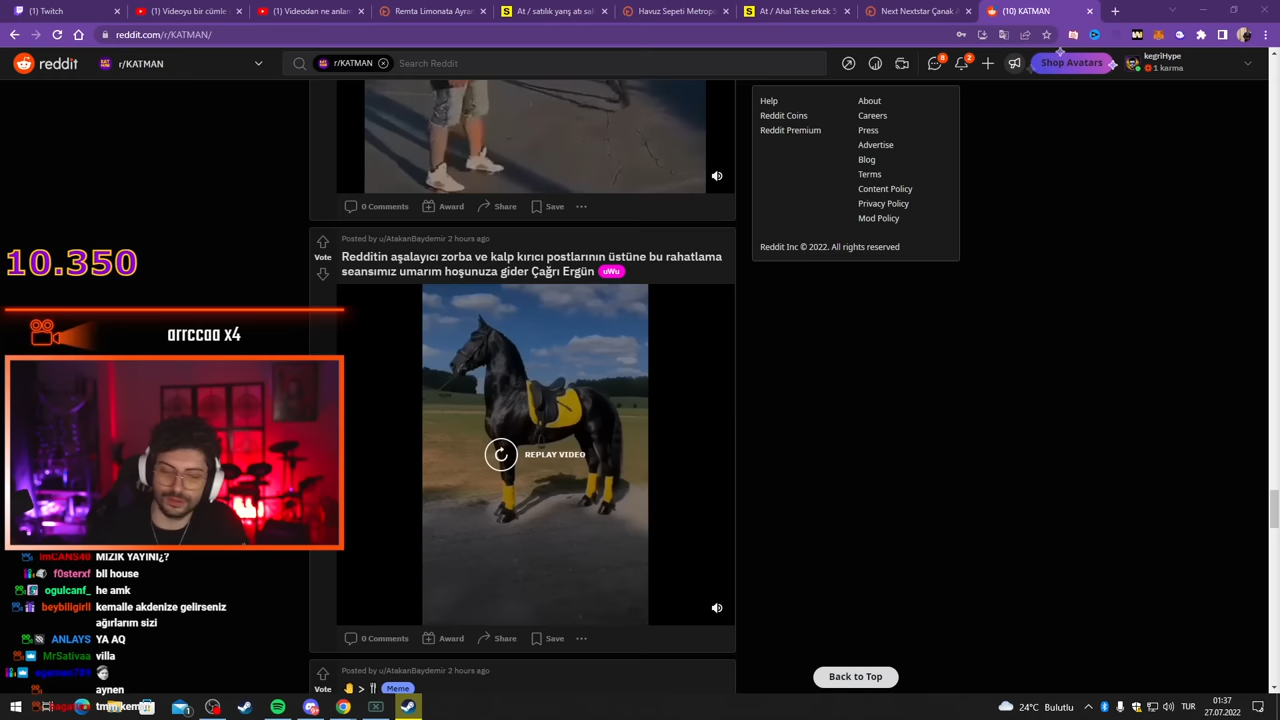 (1) Twitch
(1) Videoyu bir cümle
(1) Videodan ne anla
Remta Limonata Ayran
At / satılık yarış atı sah
Havuz Sepeti Metrop
At / Ahal Teke erkek 5
Next Nextstar Çanak A
(10) KATMAN
reddit.com/r/KATMAN/
reddit
r/KATMAN
r/KATMAN
Search Reddit
8
2
Shop Avatars
kegriHype
1 karma
Help
About
Reddit Coins
Careers
Reddit Premium
Press
Advertise
Blog
Terms
Content Policy
Privacy Policy
Mod Policy
Reddit Inc © 2022. All rights reserved
0 Comments
Award
Share
Save
Posted by u/AtakanBaydemir 2 hours ago
Vote
Redditin aşalayıcı zorba ve kalp kırıcı postlarının üstüne bu rahatlama
seansımız umarım hoşunuza gider Çağrı Ergün uWu
10.350
arrccaa x4
REPLAY VIDEO
ImCANS40 MIZIK YAYINI¿?
f0sterxf bll house
ogulcanf_ he amk
beybiligirll kemalle akdenize gelirseniz
ağırlarım sizi
ANLAYS YA AQ
MrSativaa villa
aynen
0 Comments
Award
Share
Save
Posted by u/AtakanBaydemir 2 hours ago
Vote
> Meme
Back to Top
24°C Bulutlu
TUR
01:37
27.07.2022